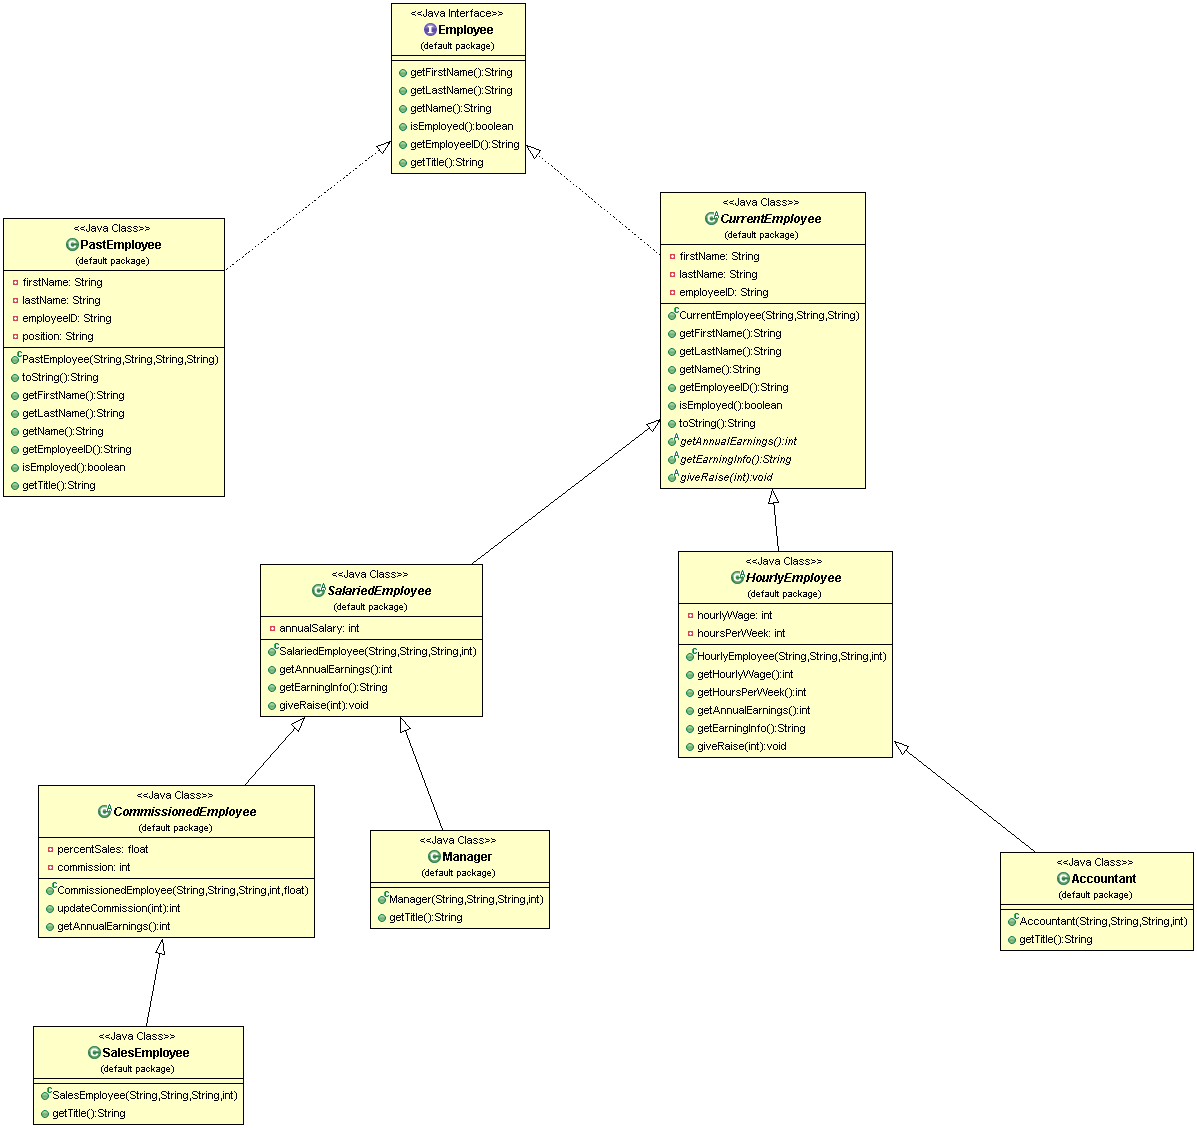 <<Java Interface>>
Employee
(default package)
getFirstName():String
getLastName():String
getName():String
isEmployed():boolean
getEmployeeID():String
getTitle():String
<<Java Class>>
PastEmployee
(default package)
firstName: String
lastName: String
employeeID: String
position: String
PastEmployee(String,String,String,String)
toString():String
getFirstName():String
getLastName():String
getName():String
getEmployeeID():String
isEmployed():boolean
getTitle():String
<<Java Class>>
CurrentEmployee
(default package)
firstName: String
lastName: String
employeeID: String
CurrentEmployee(String,String,String)
getFirstName():String
getLastName():String
getName():String
getEmployeeID():String
isEmployed():boolean
toString():String
getAnnualEarnings():int
getEarningInfo():String
giveRaise(int):void
<<Java Class>>
SalariedEmployee
(default package)
annualSalary: int
SalariedEmployee(String,String,String,int)
getAnnualEarnings():int
getEarningInfo():String
giveRaise(int):void
<<Java Class>>
HourlyEmployee
(default package)
hourlyWage: int
hoursPerWeek: int
HourlyEmployee(String,String,String,int)
getHourlyWage():int
getHoursPerWeek():int
getAnnualEarnings():int
getEarningInfo():String
giveRaise(int):void
<<Java Class>>
CommissionedEmployee
(default package)
percentSales: float
commission: int
CommissionedEmployee(String,String,String,int,float)
updateCommission(int):int
getAnnualEarnings():int
<<Java Class>>
Manager
(default package)
Manager(String,String,String,int)
getTitle():String
<<Java Class>>
Accountant
(default package)
Accountant(String,String,String,int)
getTitle():String
<<Java Class>>
SalesEmployee
(default package)
SalesEmployee(String,String,String,int)
getTitle():String